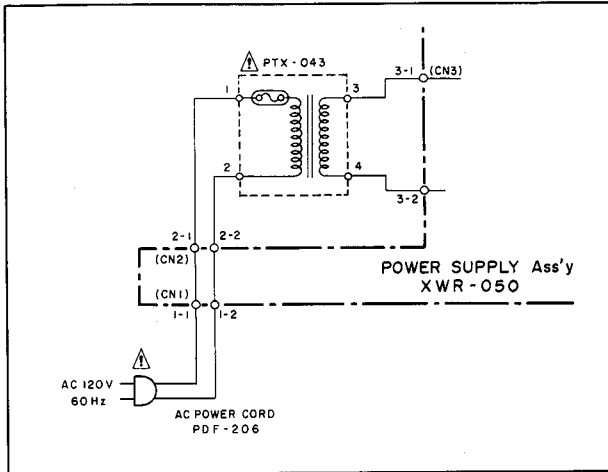 PTX-043
3-1 (CN3)
1
3
2
4
3-2
2-1
2-2
(CN2)
POWER SUPPLY Ass'y
XWR-050
(CN1)
1-1
1-2
AC 120V
60Hz
AC POWER CORD
PDF-206